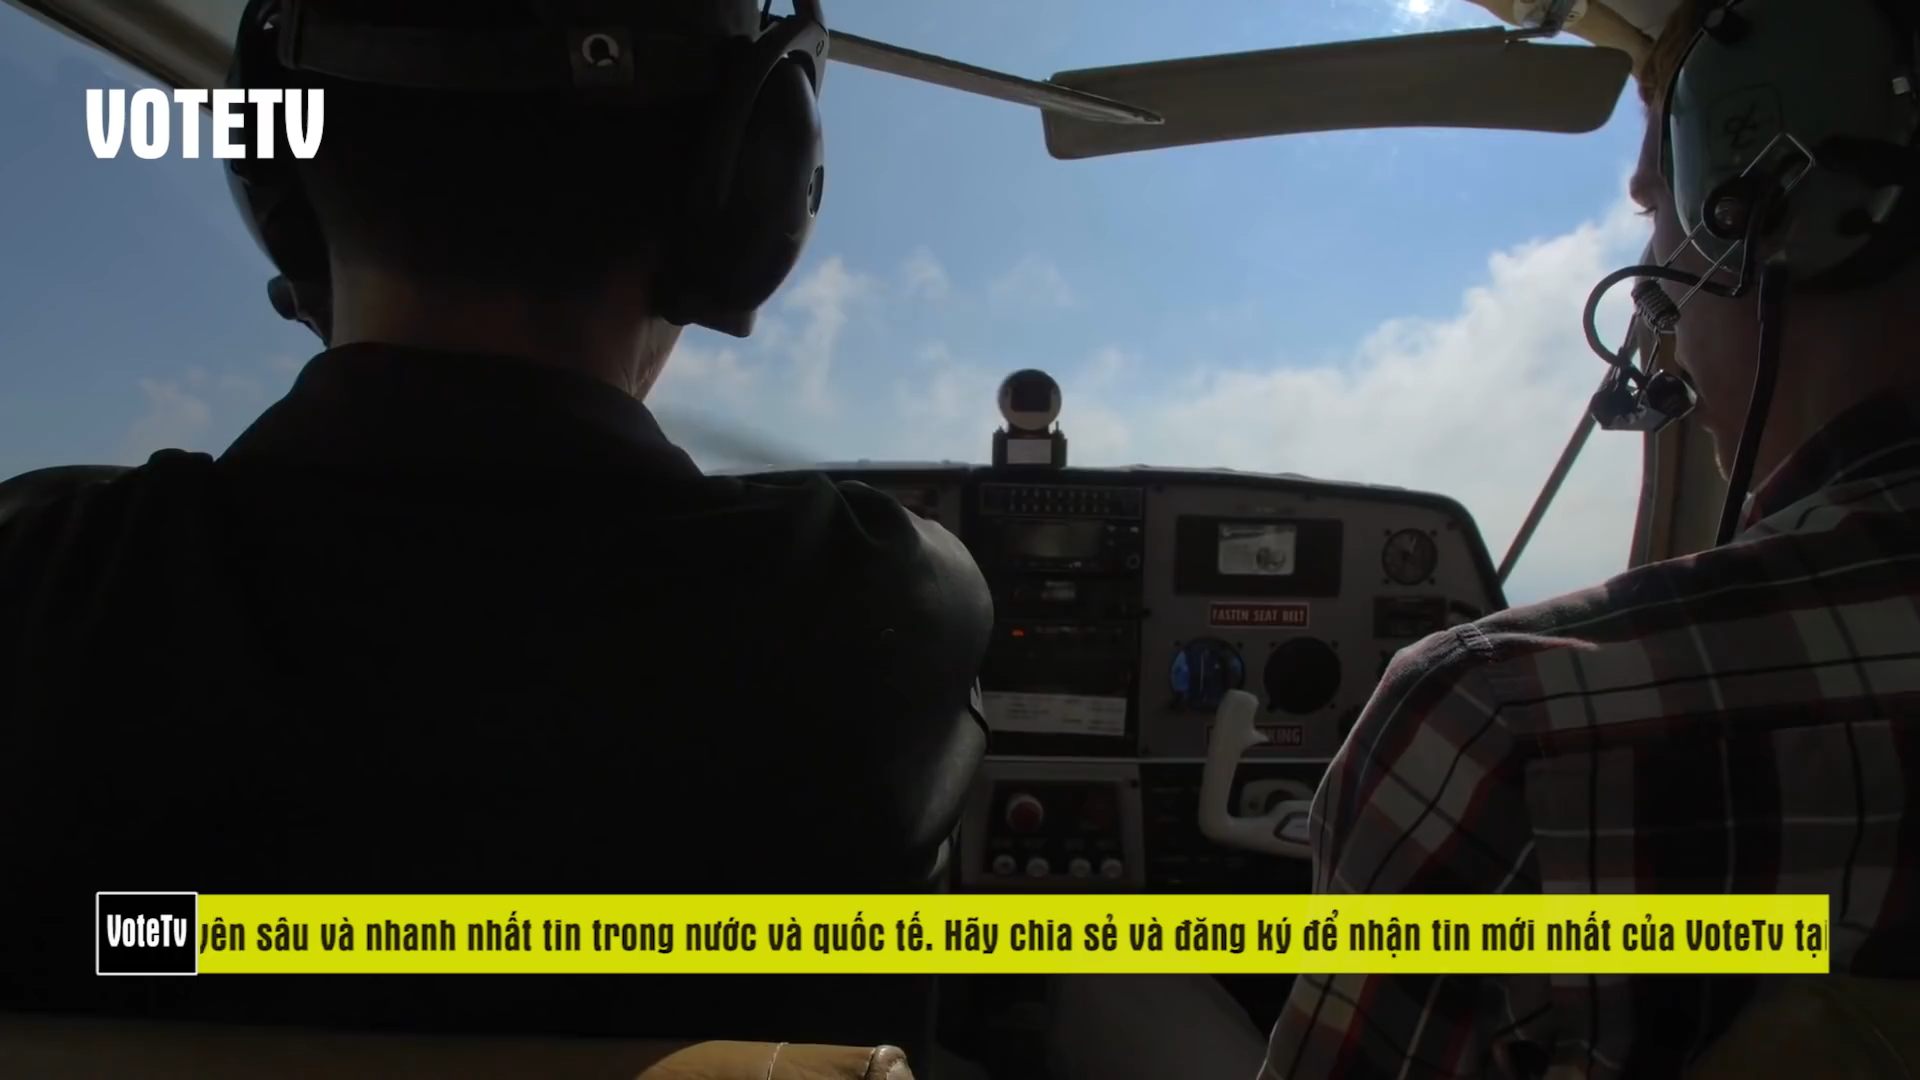 VOTETV
FASTEN SEAT BELT
VoteTv
yên sâu và nhanh nhất tin trong nước và quốc tế. Hãy chia sẻ và đăng ký để nhận tin mới nhất của VoteTv tại